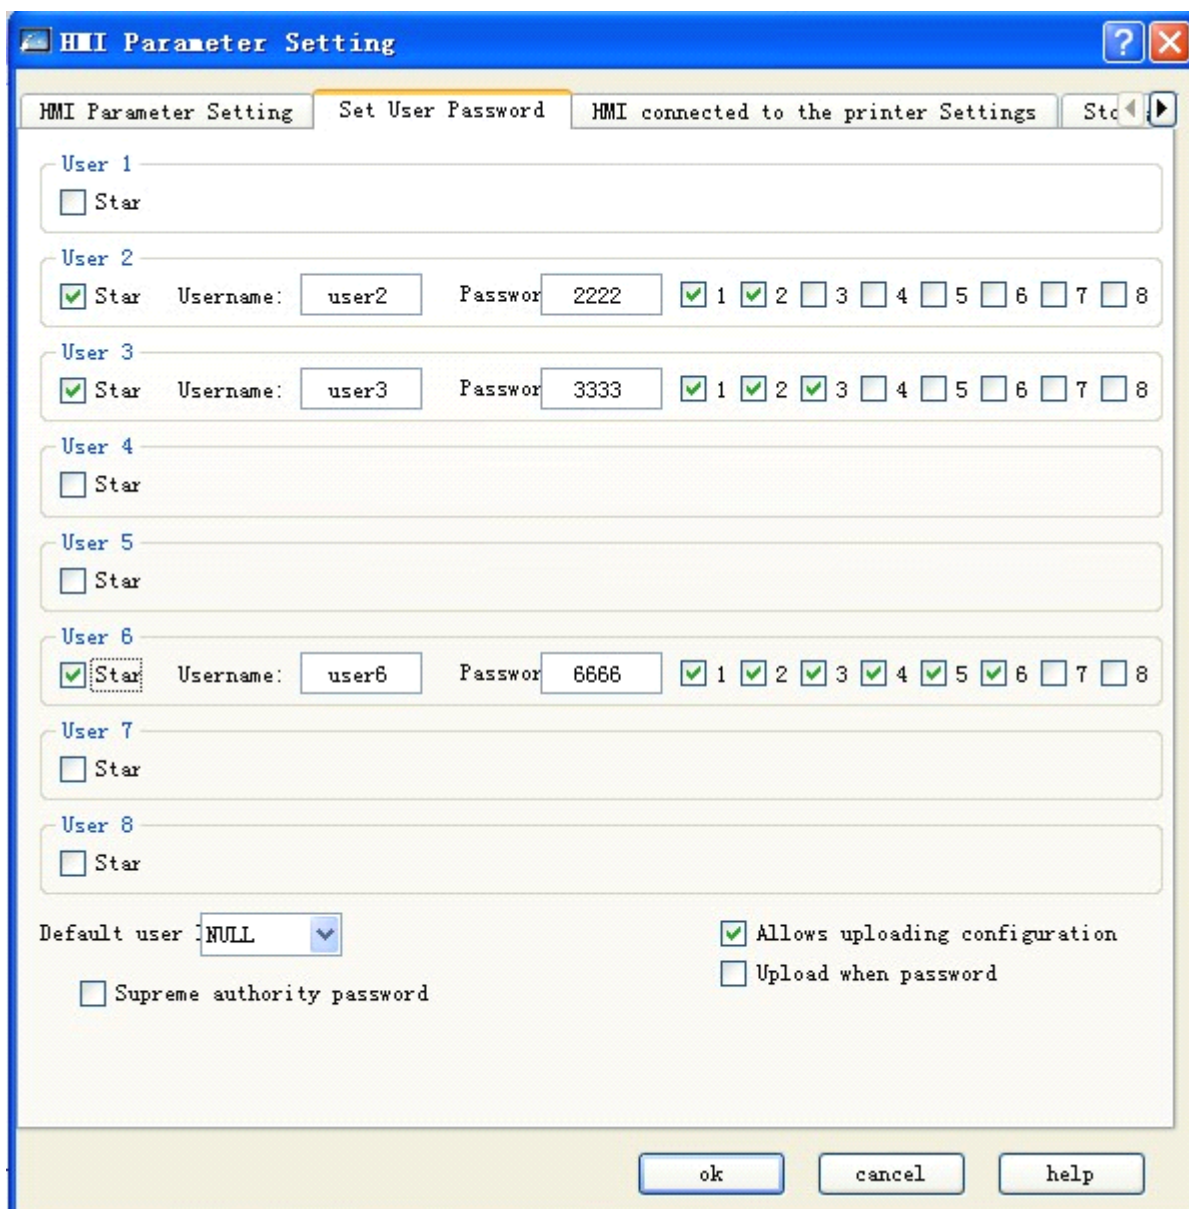 HMI Parameter Setting
HMI Parameter Setting Set User Password HMI connected to the printer Settings Sto
User 1
Star
User 2
Star Username: user2 Passwor 2222 1 2 3 4 5 6 7 8
User 3
Star Username: user3 Passwor 3333 1 2 3 4 5 6 7 8
User 4
Star
User 5
Star
User 6
Star Username: user6 Passwor 6666 1 2 3 4 5 6 7 8
User 7
Star
User 8
Star
Default user NULL Allows uploading configuration
Upload when password
Supreme authority password
ok cancel help